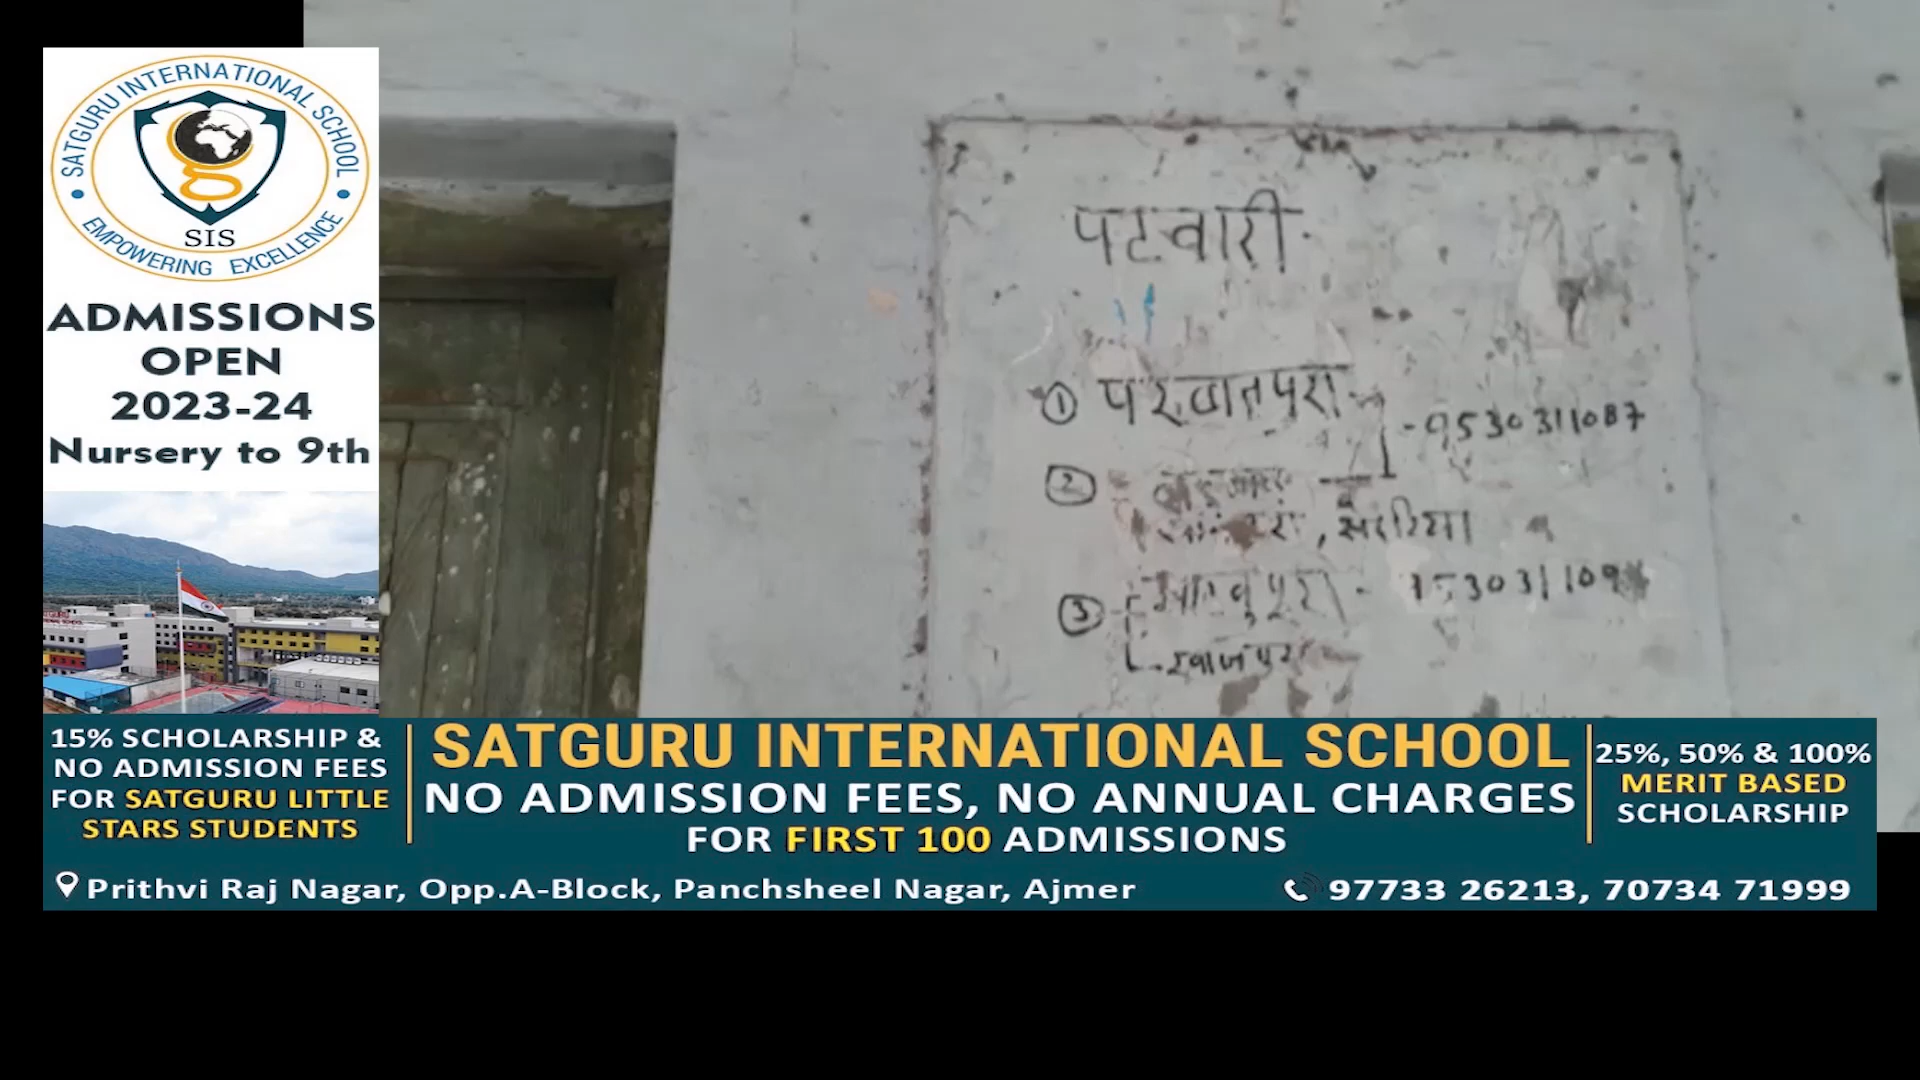 SATGURU INTERNATIONAL SCHOOL
SIS
EMPOWERING EXCELLENCE
ADMISSIONS
OPEN
2023-24
Nursery to 9th
पटवारी
① परबतपुरा
- 9530311087
②
③
15% SCHOLARSHIP &
NO ADMISSION FEES
FOR SATGURU LITTLE
STARS STUDENTS
SATGURU INTERNATIONAL SCHOOL
NO ADMISSION FEES, NO ANNUAL CHARGES
FOR FIRST 100 ADMISSIONS
25%, 50% & 100%
MERIT BASED
SCHOLARSHIP
Prithvi Raj Nagar, Opp.A-Block, Panchsheel Nagar, Ajmer
97733 26213, 70734 71999